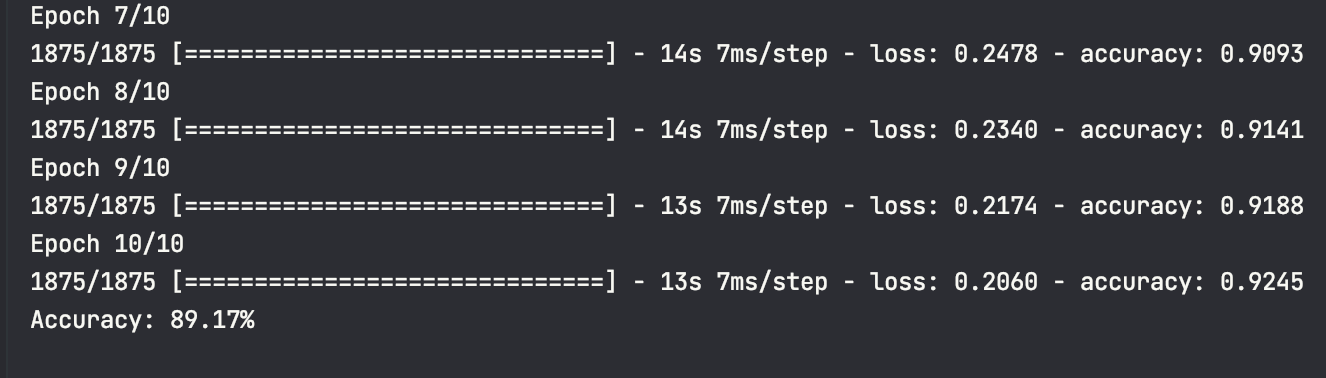 Epoch 7/10
1875/1875 [==============================] - 14s 7ms/step - loss: 0.2478 - accuracy: 0.9093
Epoch 8/10
1875/1875 [==============================] - 14s 7ms/step - loss: 0.2340 - accuracy: 0.9141
Epoch 9/10
1875/1875 [==============================] - 13s 7ms/step - loss: 0.2174 - accuracy: 0.9188
Epoch 10/10
1875/1875 [==============================] - 13s 7ms/step - loss: 0.2060 - accuracy: 0.9245
Accuracy: 89.17%